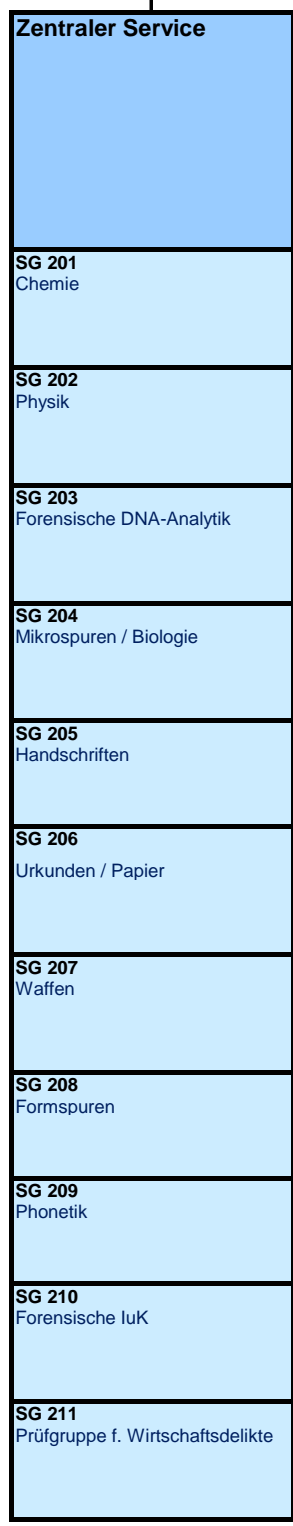 Zentraler Service
SG 201
Chemie
SG 202
Physik
SG 203
Forensische DNA-Analytik
SG 204
Mikrospuren / Biologie
SG 205
Handschriften
SG 206
Urkunden / Papier
SG 207
Waffen
SG 208
Formspuren
SG 209
Phonetik
SG 210
Forensische IuK
SG 211
Prüfgruppe f. Wirtschaftsdelikte